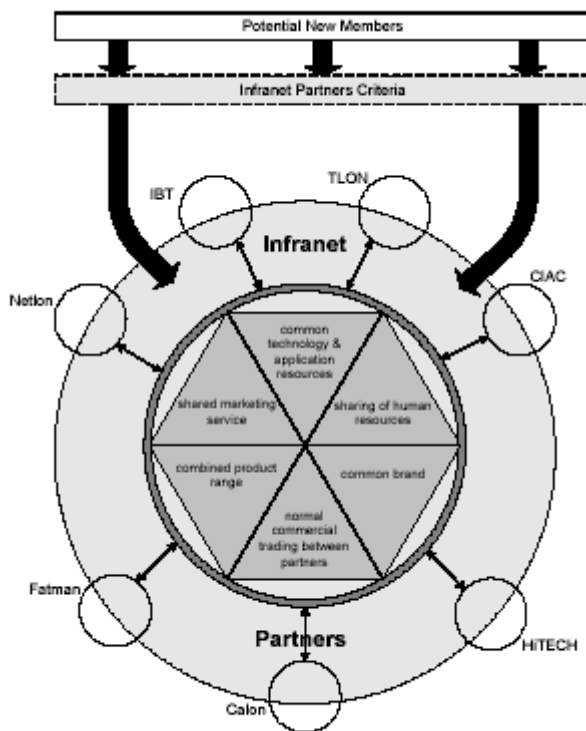 Potential New Members
Infranet Partners Criteria
IBT
TLON
Infranet
Netlon
CIAC
common
technology &
application
resources
shared marketing
service
sharing of human
resources
combined product
range
common brand
normal
commercial
trading between
partners
Fatman
Partners
HiTECH
Calon